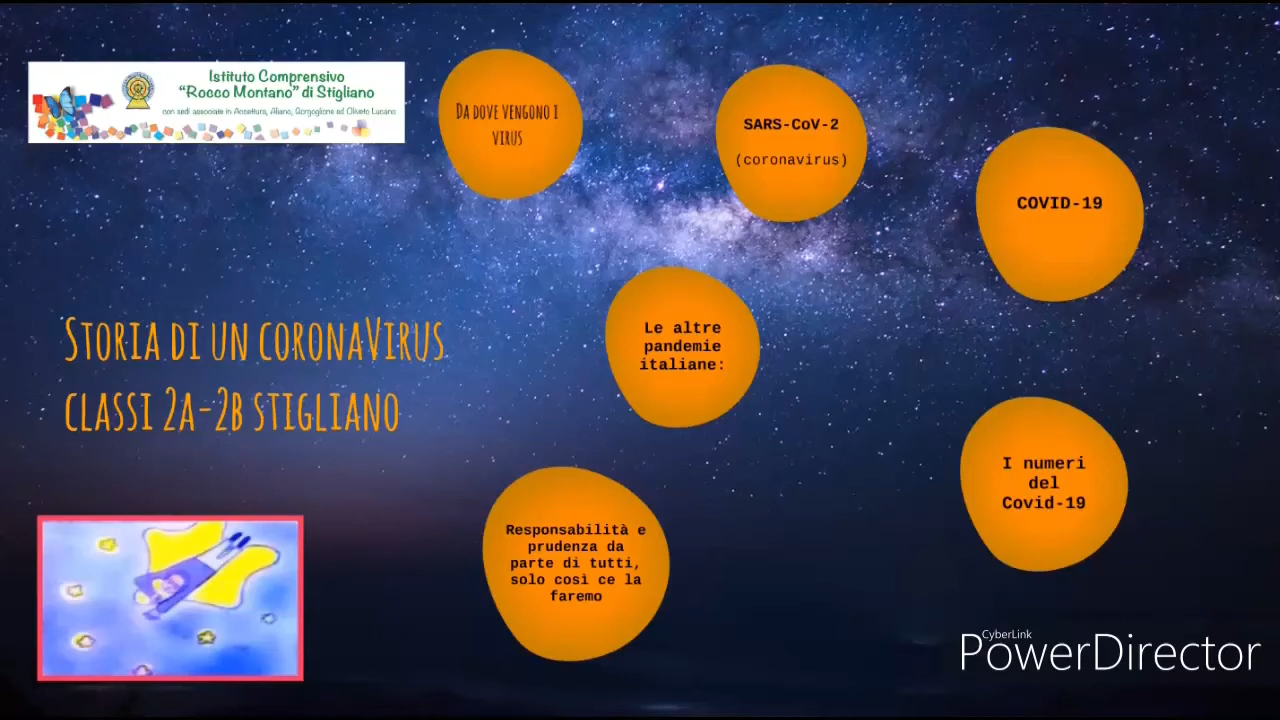 Istituto Comprensivo
"Rocco Montano" di Stigliano
con sedi associate in Accettura, Aliano, Gorgoglione ed Oliveto Lucano
Da dove vengono i
virus
SARS-CoV-2
(coronavirus)
COVID-19
Le altre
pandemie
italiane:
Storia di un coronaVirus
classi 2a-2b stigliano
I numeri
del
Covid-19
Responsabilità e
prudenza da
parte di tutti,
solo così ce la
faremo
CyberLink
PowerDirector